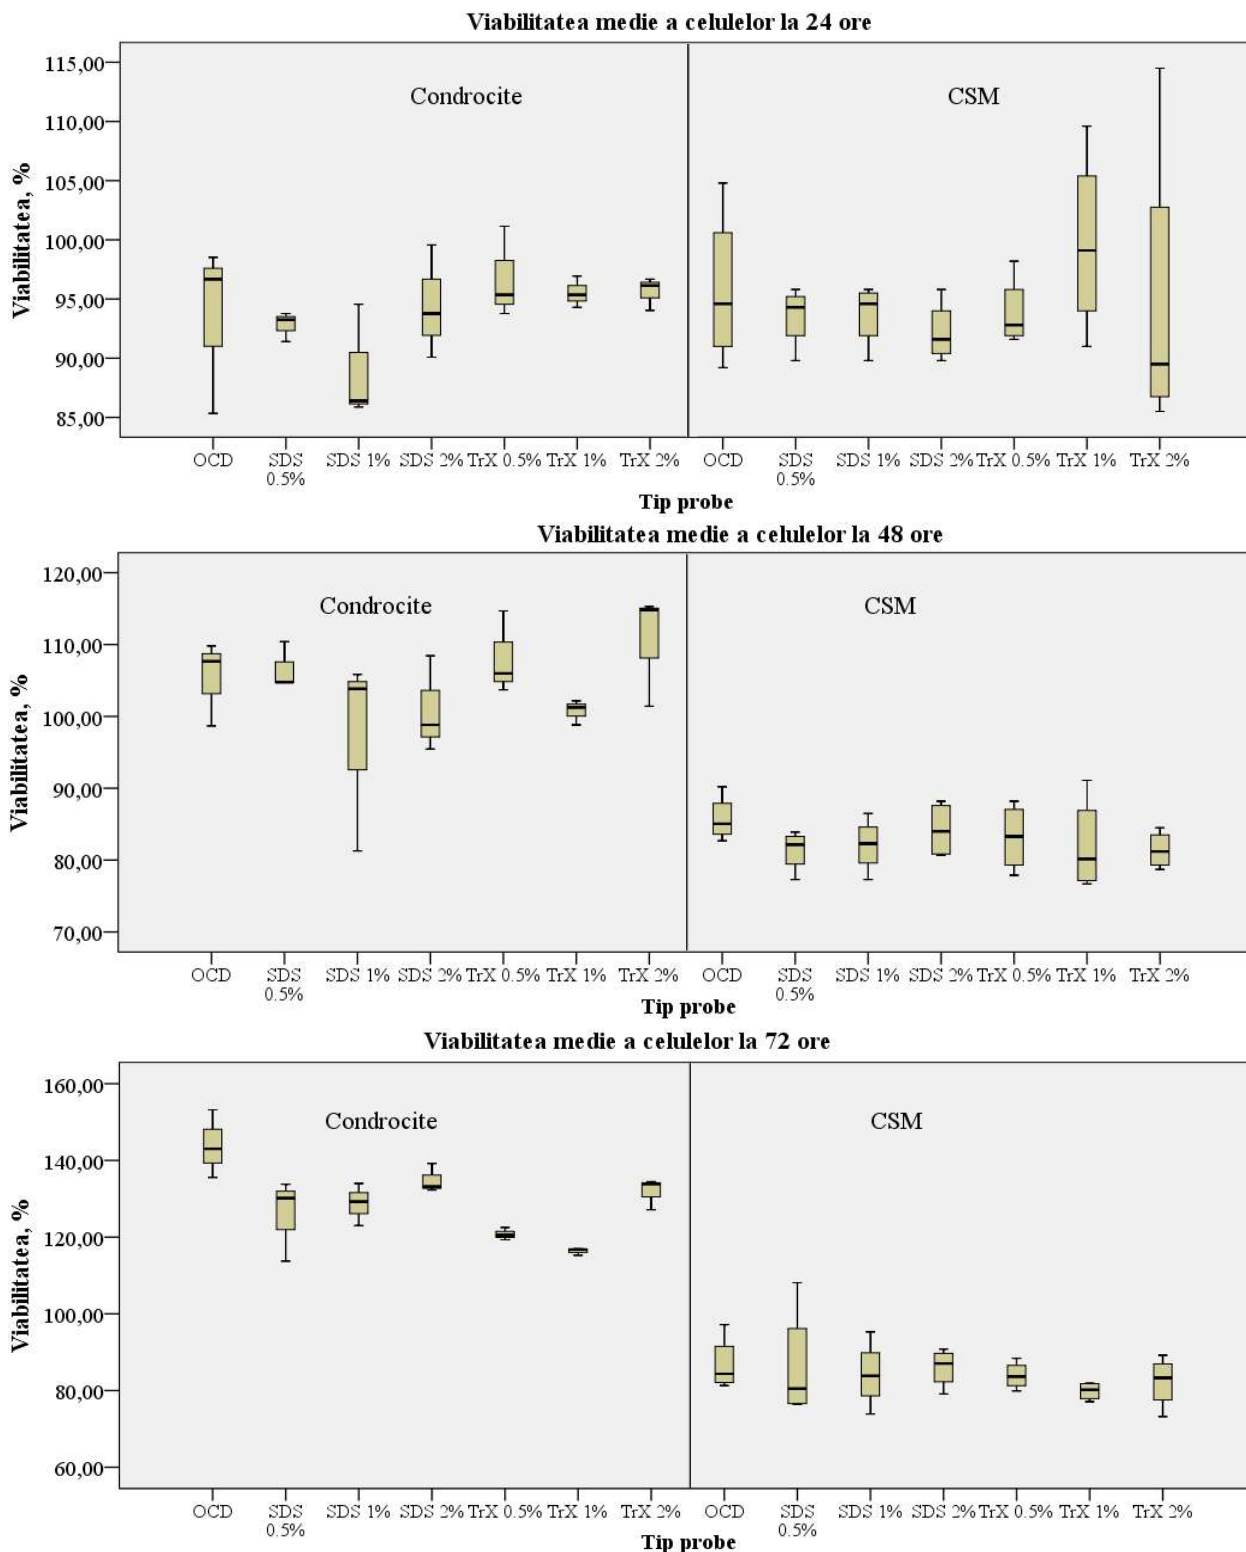 Viabilitatea medie a celulelor la 24 ore
Viabilitatea, %
115,00
110,00
105,00
100,00
95,00
90,00
85,00
Condrocite
CSM
OCD SDS 0.5% SDS 1% SDS 2% TrX 0.5% TrX 1% TrX 2% OCD SDS 0.5% SDS 1% SDS 2% TrX 0.5% TrX 1% TrX 2%
Tip probe
Viabilitatea medie a celulelor la 48 ore
Viabilitatea, %
120,00
110,00
100,00
90,00
80,00
70,00
Condrocite
CSM
OCD SDS 0.5% SDS 1% SDS 2% TrX 0.5% TrX 1% TrX 2% OCD SDS 0.5% SDS 1% SDS 2% TrX 0.5% TrX 1% TrX 2%
Tip probe
Viabilitatea medie a celulelor la 72 ore
Viabilitatea, %
160,00
140,00
120,00
100,00
80,00
60,00
Condrocite
CSM
OCD SDS 0.5% SDS 1% SDS 2% TrX 0.5% TrX 1% TrX 2% OCD SDS 0.5% SDS 1% SDS 2% TrX 0.5% TrX 1% TrX 2%
Tip probe